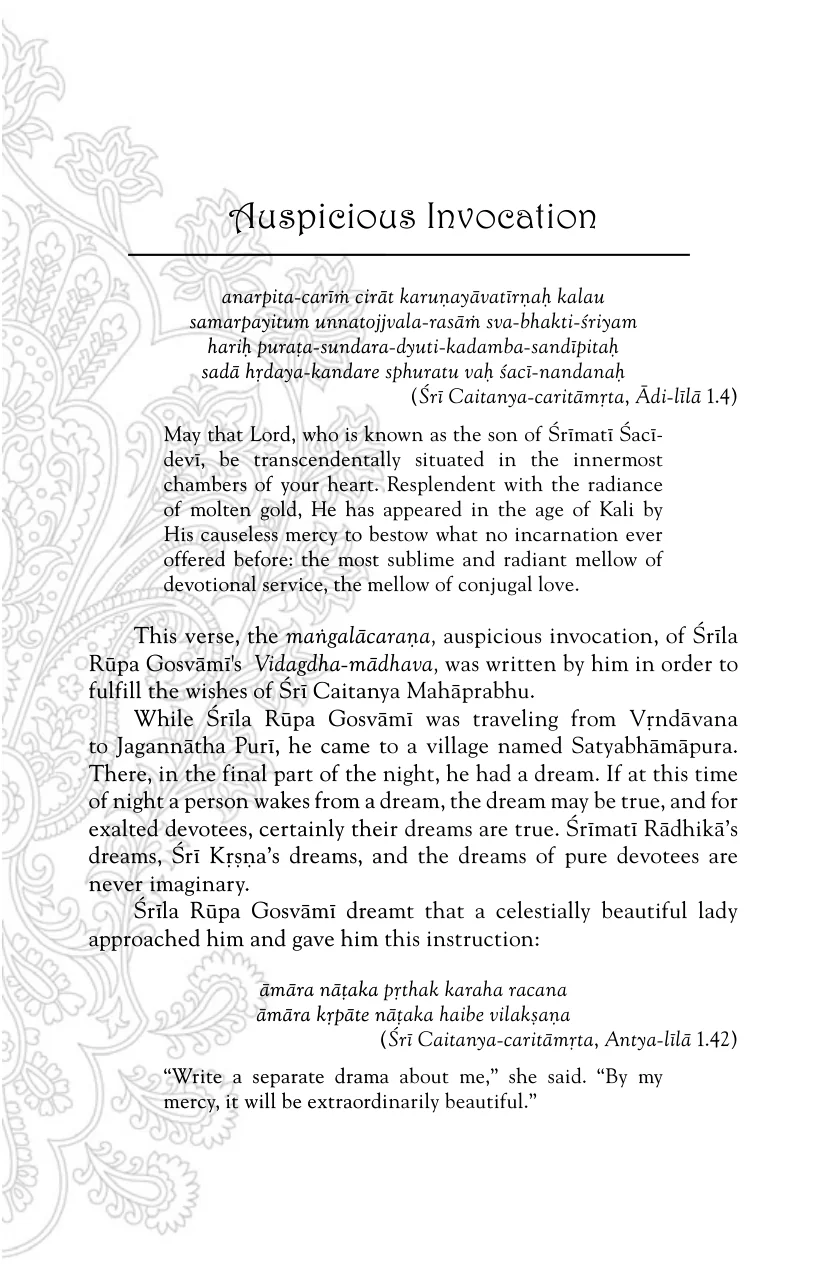 Auspicious Invocation
anarpita-carīṁ cirāt karuṇayāvatīrṇaḥ kalau
samarpayitum unnatojjvala-rasāṁ sva-bhakti-śriyam
hariḥ puraṭa-sundara-dyuti-kadamba-sandīpitaḥ
sadā hṛdaya-kandare sphuratu vaḥ śacī-nandanaḥ
(Śrī Caitanya-caritāmṛta, Ādi-līlā 1.4)
May that Lord, who is known as the son of Śrīmatī Śacī-
devī, be transcendentally situated in the innermost
chambers of your heart. Resplendent with the radiance
of molten gold, He has appeared in the age of Kali by
His causeless mercy to bestow what no incarnation ever
offered before: the most sublime and radiant mellow of
devotional service, the mellow of conjugal love.
This verse, the maṅgalācaraṇa, auspicious invocation, of Śrīla
Rūpa Gosvāmī's Vidagdha-mādhava, was written by him in order to
fulfill the wishes of Śrī Caitanya Mahāprabhu.
While Śrīla Rūpa Gosvāmī was traveling from Vṛndāvana
to Jagannātha Purī, he came to a village named Satyabhāmāpura.
There, in the final part of the night, he had a dream. If at this time
of night a person wakes from a dream, the dream may be true, and for
exalted devotees, certainly their dreams are true. Śrīmatī Rādhikā’s
dreams, Śrī Kṛṣṇa’s dreams, and the dreams of pure devotees are
never imaginary.
Śrīla Rūpa Gosvāmī dreamt that a celestially beautiful lady
approached him and gave him this instruction:
āmāra nāṭaka pṛthak karaha racana
āmāra kṛpāte nāṭaka haibe vilakṣaṇa
(Śrī Caitanya-caritāmṛta, Antya-līlā 1.42)
“Write a separate drama about me,” she said. “By my
mercy, it will be extraordinarily beautiful.”